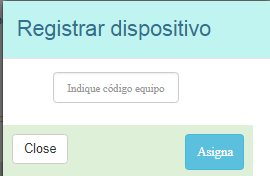 Registrar dispositivo
Indique código equipo
Close
Asigna